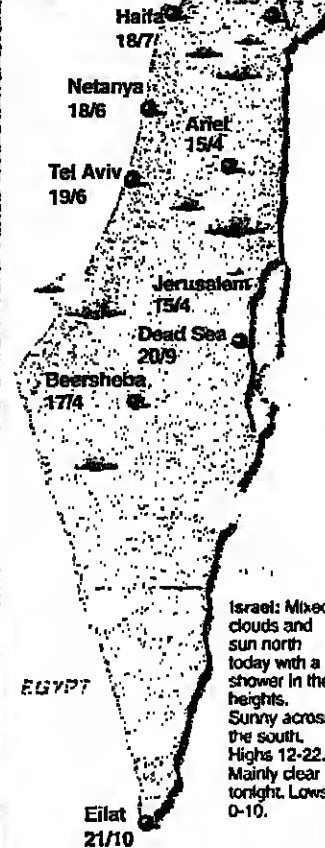 Haifa
18/7
Netanya
18/6
Ariel
15/4
Tel Aviv
19/6
Jerusalem
15/4
Dead Sea
20/9
Beersheba
17/4
EGYPT
Israel: Mixed
clouds and
sun north
today with a
shower in the
heights.
Sunny across
the south.
Highs 12-22.
Mainly clear
tonight. Lows
0-10.
Eilat
21/10